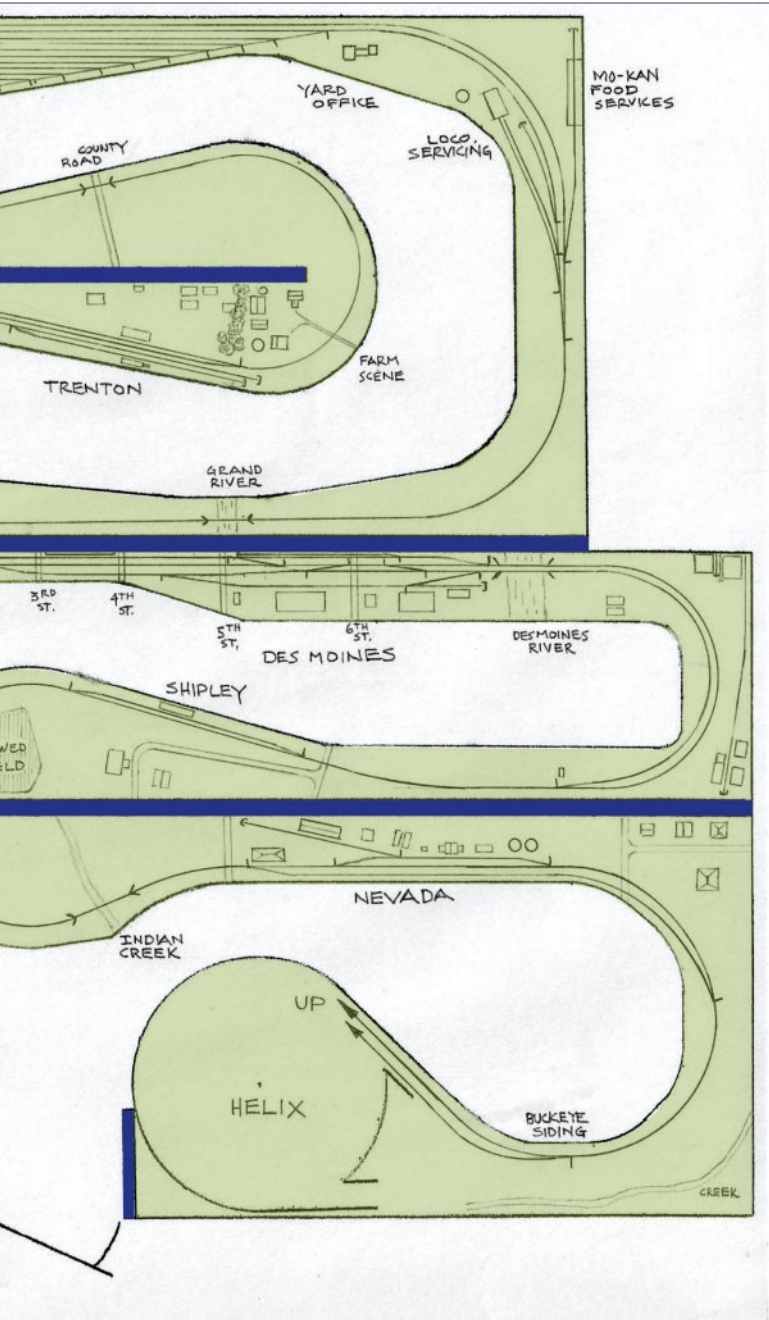 YARD
OFFICE
MO-KAN
FOOD
SERVICES
COUNTY
ROAD
LOCO.
SERVICING
FARM
SCENE
TRENTON
GRAND
RIVER
3RD
ST.
4TH
ST.
5TH
ST.
6TH
ST.
DES MOINES
DESMOINES
RIVER
SHIPLEY
NEVADA
INDIAN
CREEK
UP
HELIX
BUCKEYE
SIDING
CREEK